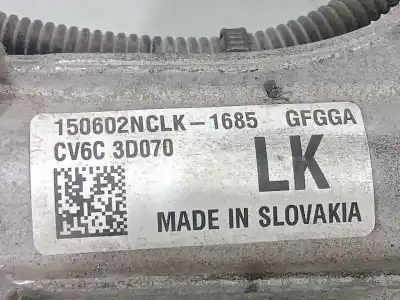 150602NCLK-1685 GFGGA
CV6C 3D070
LK
MADE IN SLOVAKIA